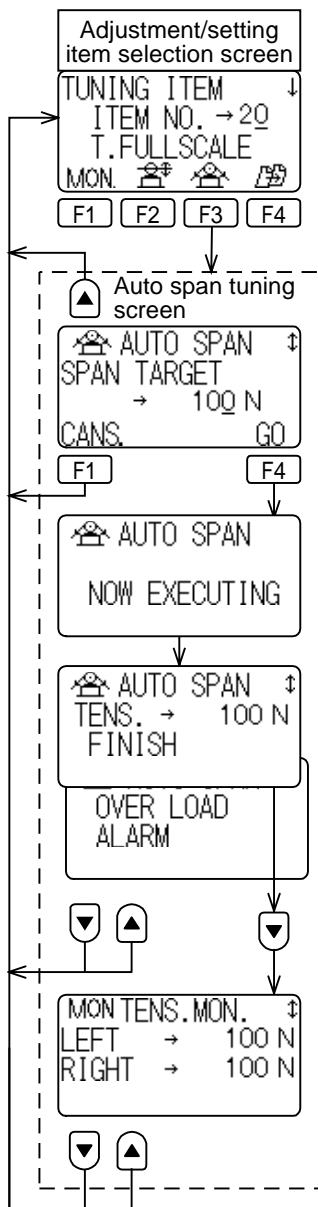 Adjustment/setting
item selection screen
TUNING ITEM ↓
ITEM NO. →20
T.FULLSCALE
MON.
F1 F2 F3 F4
▲ Auto span tuning
screen
AUTO SPAN ↕
SPAN TARGET
→ 100 N
CANS. GO
F1 F4
AUTO SPAN
NOW EXECUTING
AUTO SPAN ↕
TENS. → 100 N
FINISH
OVER LOAD
ALARM
▼ ▲ ▼
MON TENS.MON. ↕
LEFT → 100 N
RIGHT → 100 N
▼ ▲